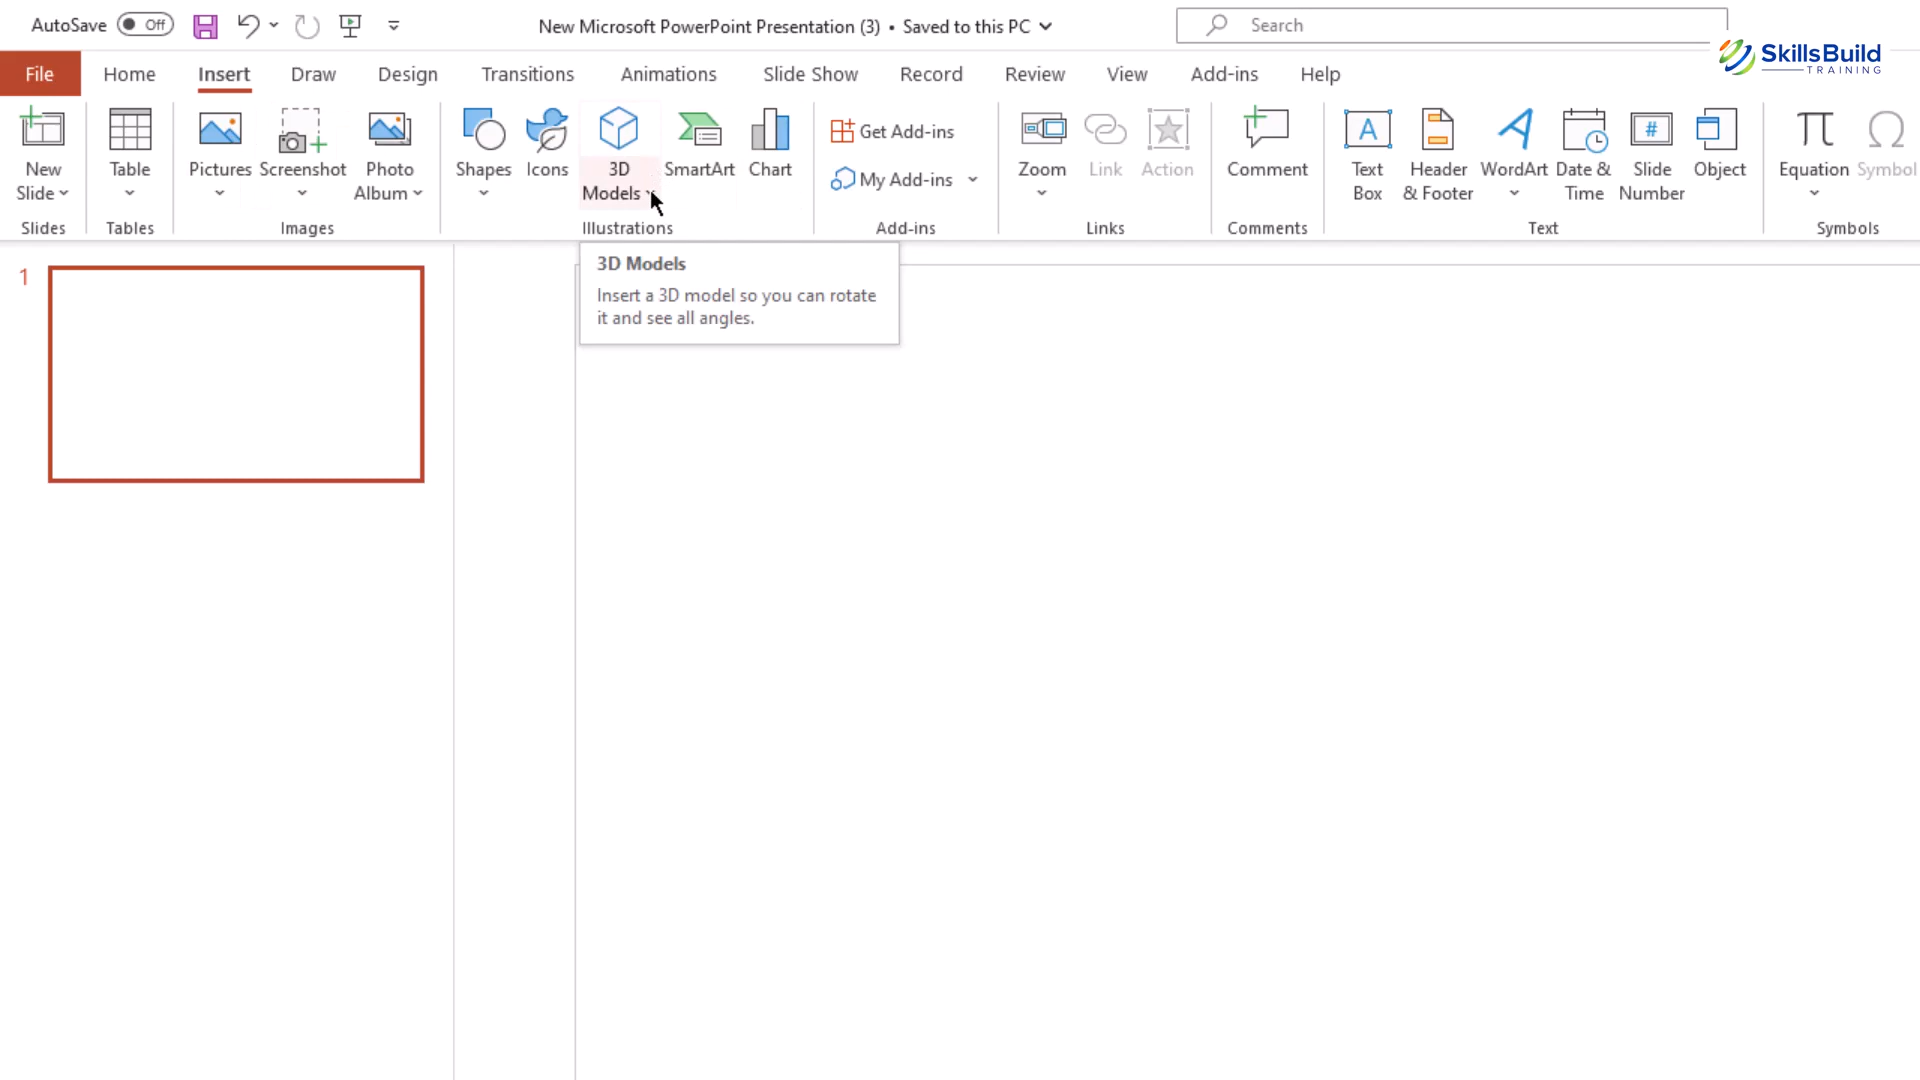 AutoSave Off New Microsoft PowerPoint Presentation (3) • Saved to this PC Search
SkillsBuild
TRAINING
File Home Insert Draw Design Transitions Animations Slide Show Record Review View Add-ins Help
New Slide
Table
Pictures
Screenshot
Photo Album
Shapes
Icons
3D Models
SmartArt
Chart
Get Add-ins
My Add-ins
Zoom
Link
Action
Comment
Text Box
Header & Footer
WordArt
Date & Time
Slide Number
Object
Equation
Symbol
Slides Tables Images Illustrations Add-ins Links Comments Text Symbols
3D Models
Insert a 3D model so you can rotate
it and see all angles.
1